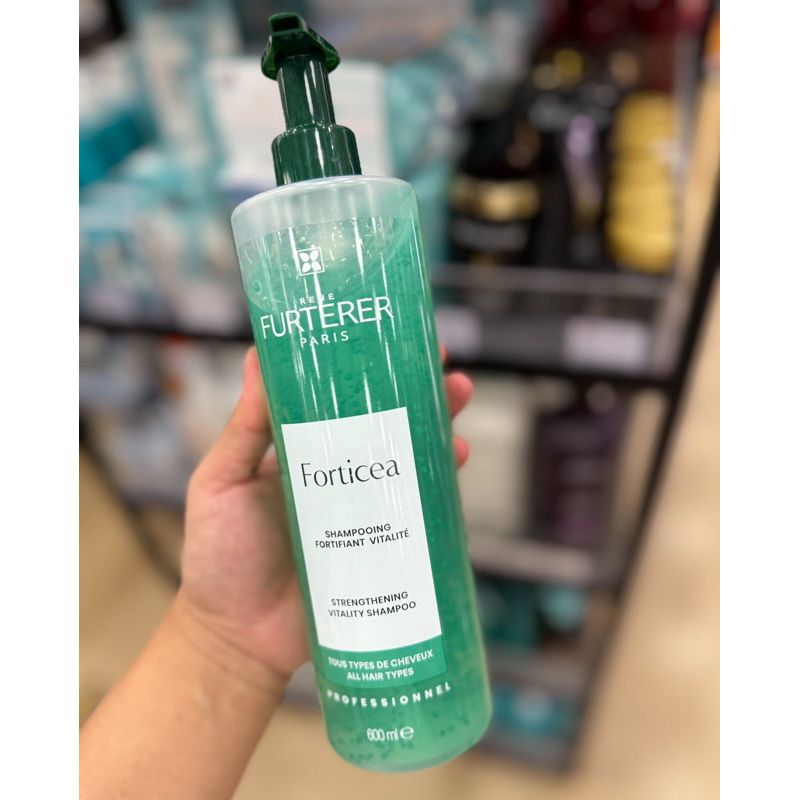 RENE
FURTERER
PARIS
Forticea
SHAMPOOING
FORTIFIANT VITALITÉ
STRENGTHENING
VITALITY SHAMPOO
TOUS TYPES DE CHEVEUX
ALL HAIR TYPES
PROFESSIONNEL
600 ml ℮